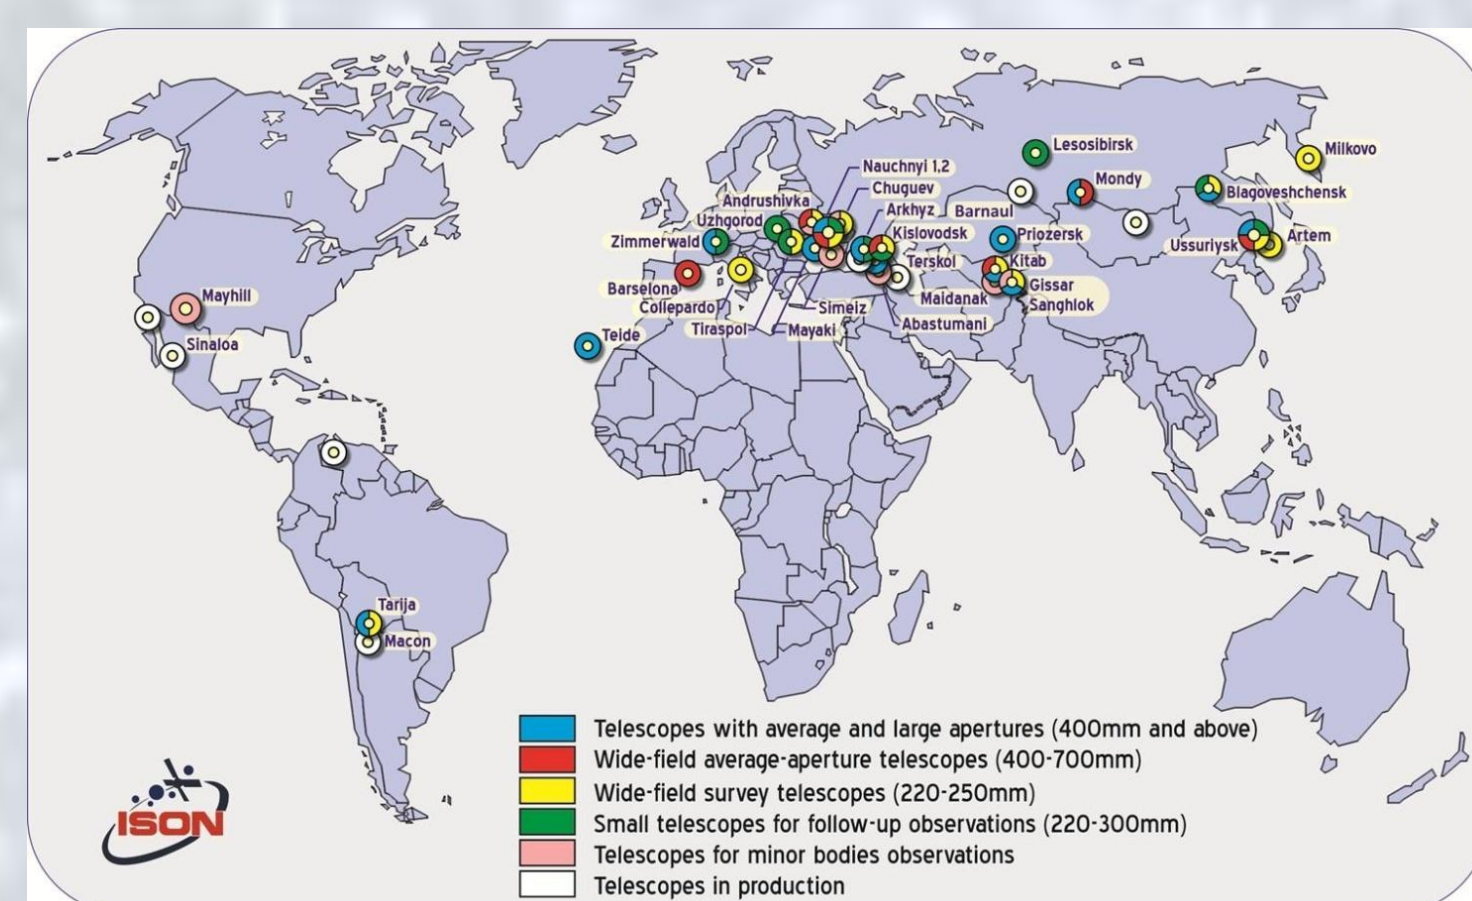 Nauchnyi 1,2
Chuguev
Arkhyz
Kislovodsk
Andrushivka
Uzhgorod
Zimmerwald
Barselona
Collepardo
Tiraspol
Mayaki
Simeiz
Terskol
Abastumani
Teide
Lesosibirsk
Milkovo
Mondy
Blagoveshchensk
Barnaul
Priozersk
Ussuriysk
Artem
Kitab
Gissar
Sanghlok
Maidanak
Mayhill
Sinaloa
Tarija
Macon
ISON
Telescopes with average and large apertures (400mm and above)
Wide-field average-aperture telescopes (400-700mm)
Wide-field survey telescopes (220-250mm)
Small telescopes for follow-up observations (220-300mm)
Telescopes for minor bodies observations
Telescopes in production